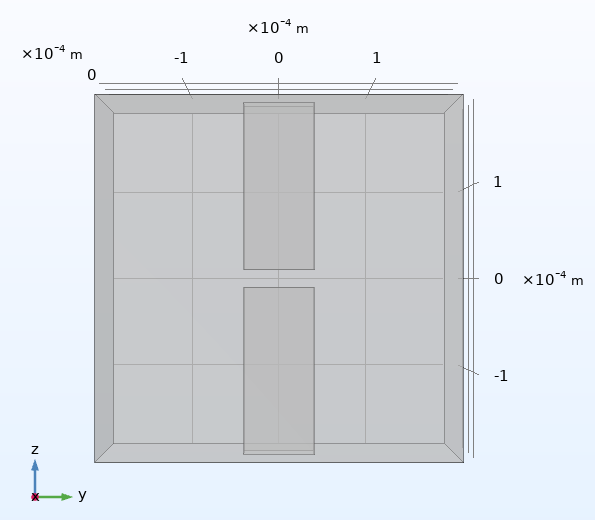 ×10⁻⁴ m
×10⁻⁴ m
-1 0 1
0
1
0 ×10⁻⁴ m
-1
z
x y